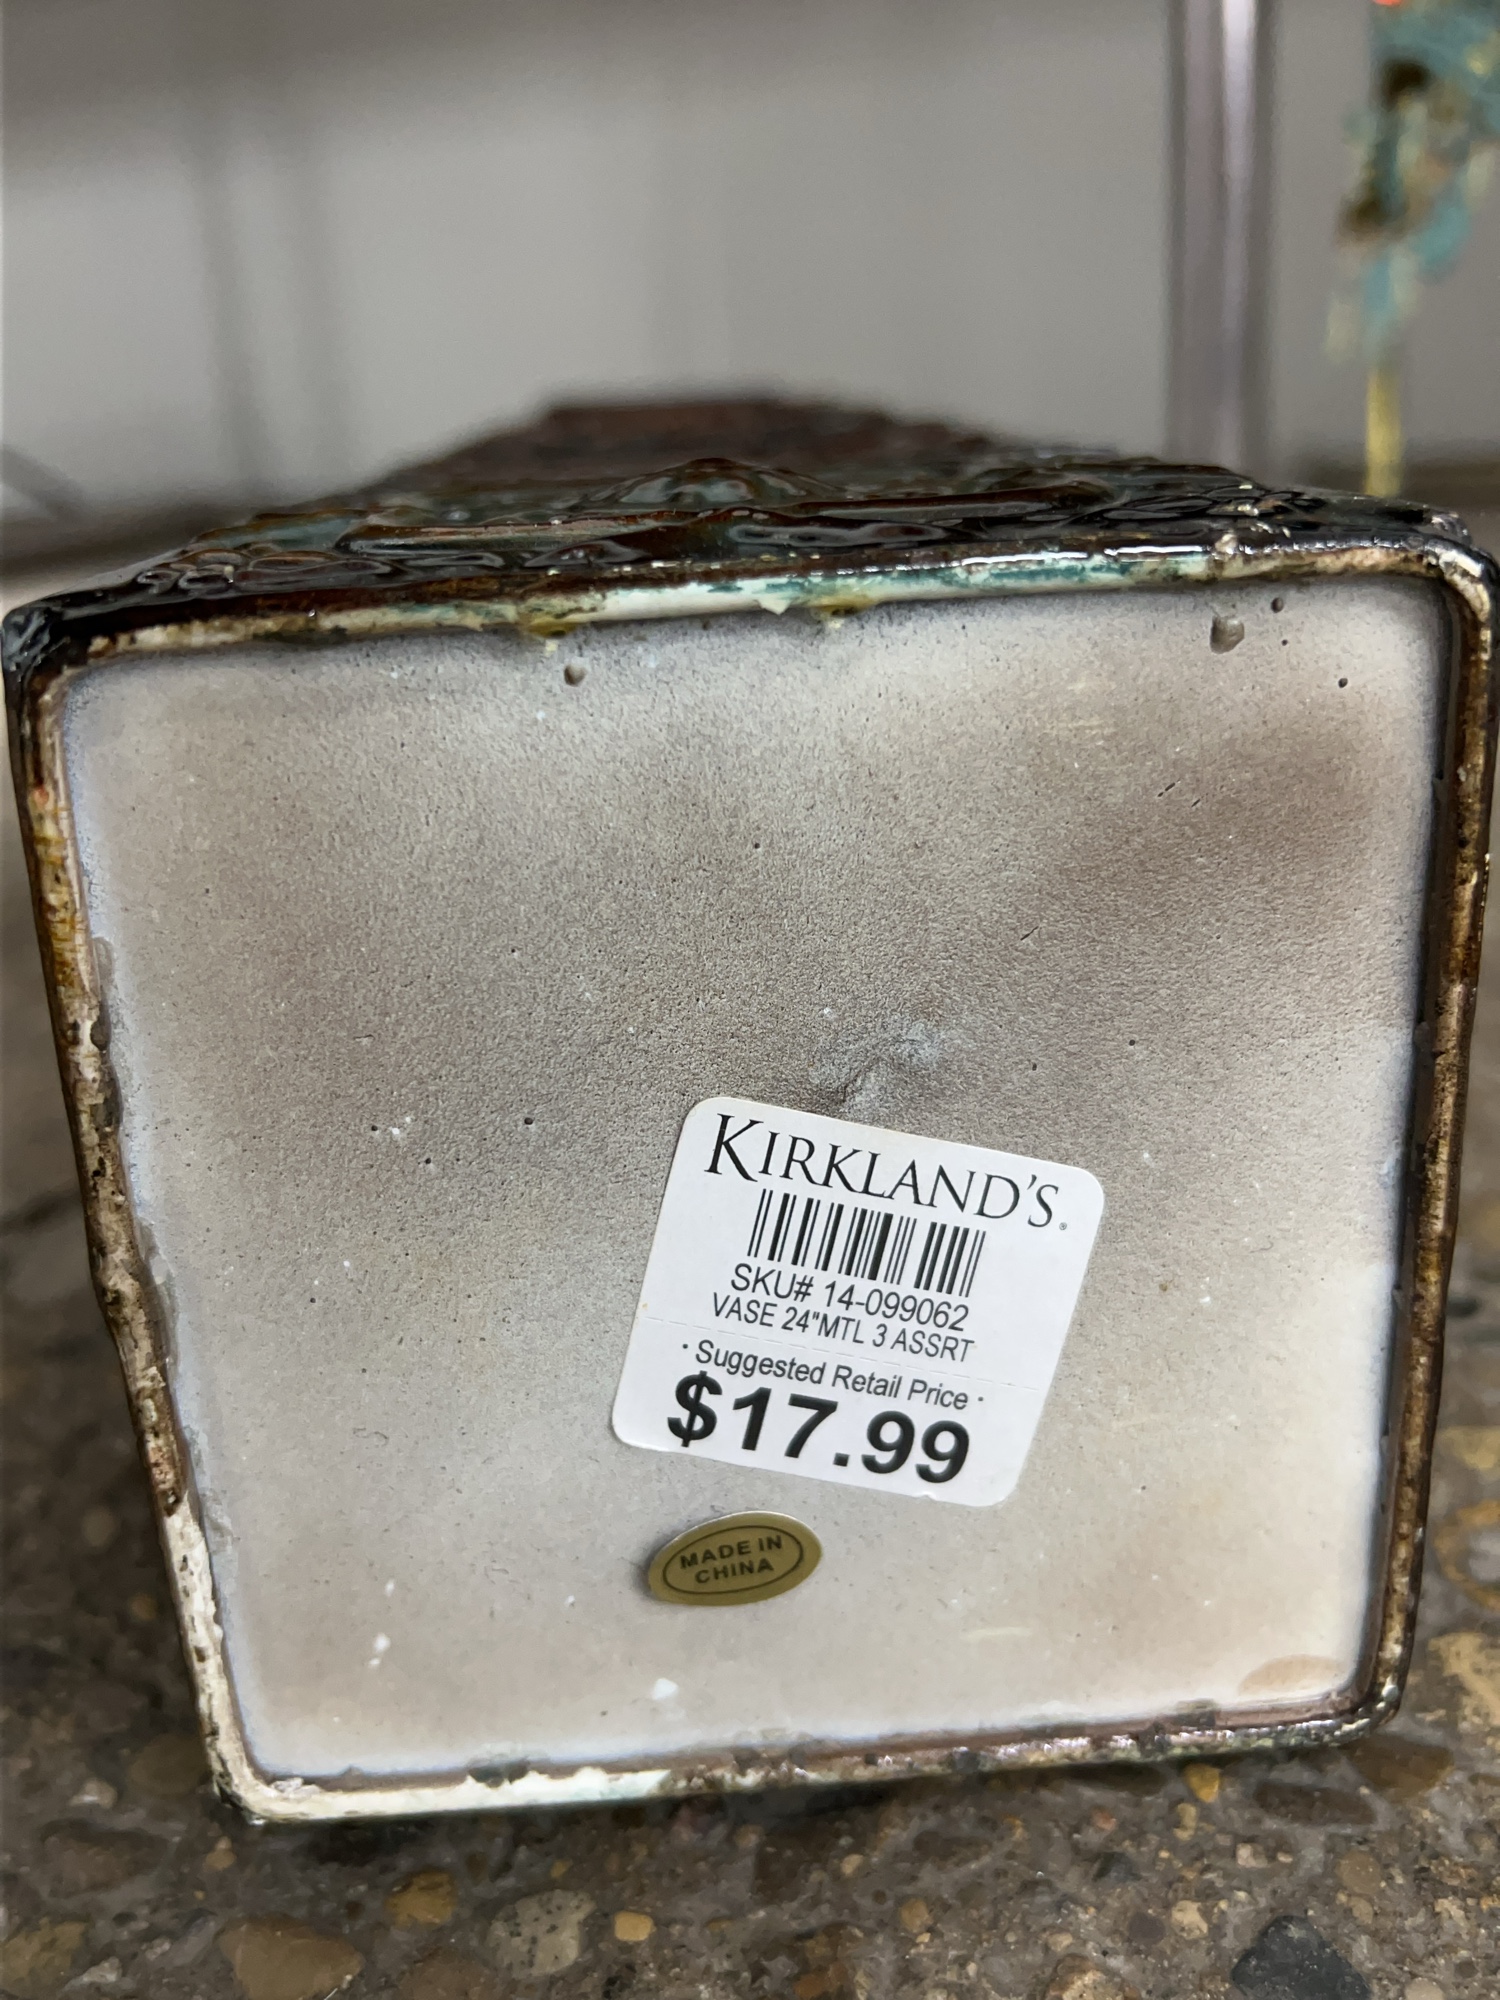 KIRKLAND'S®
SKU# 14-099062
VASE 24"MTL 3 ASSRT
· Suggested Retail Price ·
$17.99
MADE IN
CHINA